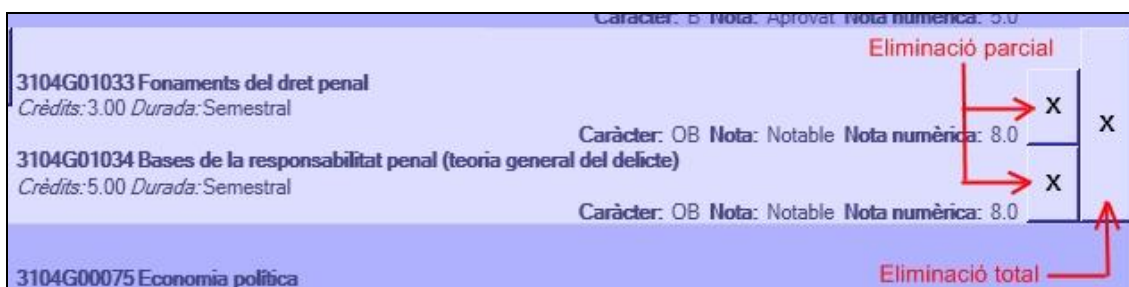 Caràcter: B Nota: Aprovat Nota numèrica: 5.0
Eliminació parcial
3104G01033 Fonaments del dret penal
Crèdits: 3.00 Durada: Semestral
X
X
Caràcter: OB Nota: Notable Nota numèrica: 8.0
3104G01034 Bases de la responsabilitat penal (teoria general del delicte)
Crèdits: 5.00 Durada: Semestral
X
Caràcter: OB Nota: Notable Nota numèrica: 8.0
3104G00075 Economia política
Eliminació total